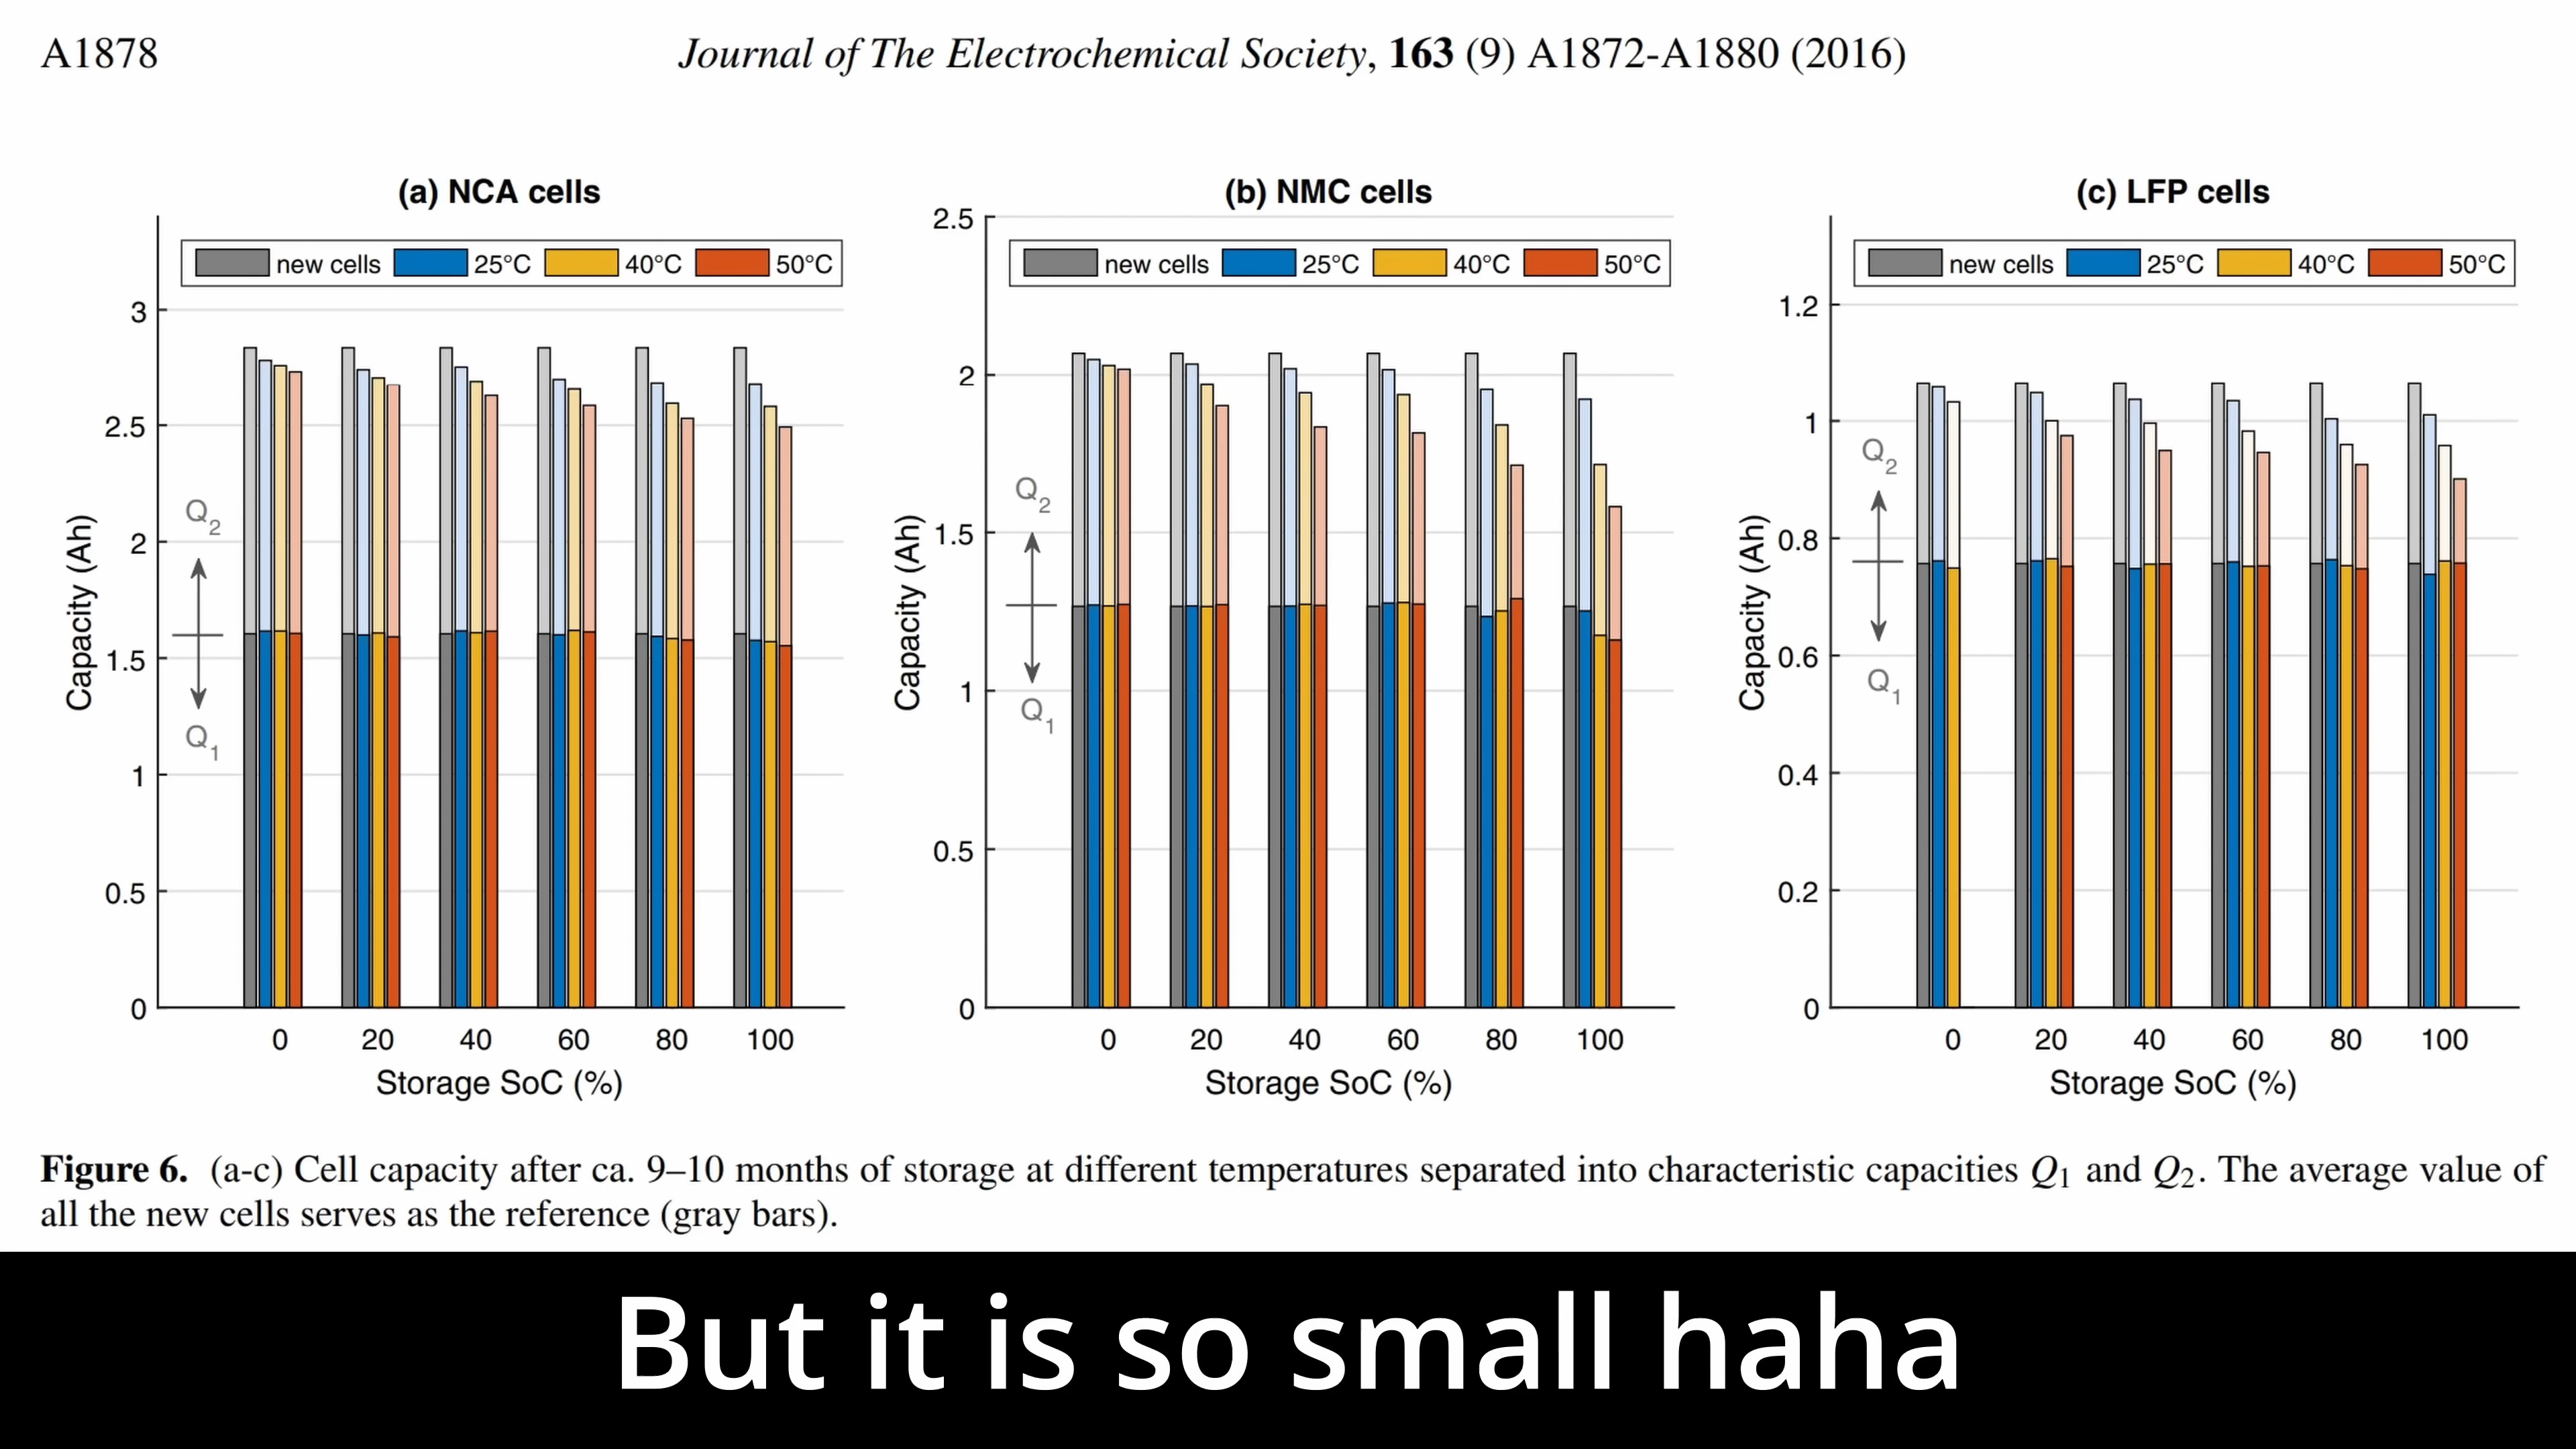 A1878
Journal of The Electrochemical Society, 163 (9) A1872-A1880 (2016)
(a) NCA cells
new cells 25°C 40°C 50°C
3
2.5
2
1.5
1
0.5
0
Capacity (Ah)
Q2
Q1
0 20 40 60 80 100
Storage SoC (%)
(b) NMC cells
new cells 25°C 40°C 50°C
2.5
2
1.5
1
0.5
0
Capacity (Ah)
Q2
Q1
0 20 40 60 80 100
Storage SoC (%)
(c) LFP cells
new cells 25°C 40°C 50°C
1.2
1
0.8
0.6
0.4
0.2
0
Capacity (Ah)
Q2
Q1
0 20 40 60 80 100
Storage SoC (%)
Figure 6. (a-c) Cell capacity after ca. 9–10 months of storage at different temperatures separated into characteristic capacities Q1 and Q2. The average value of
all the new cells serves as the reference (gray bars).
But it is so small haha